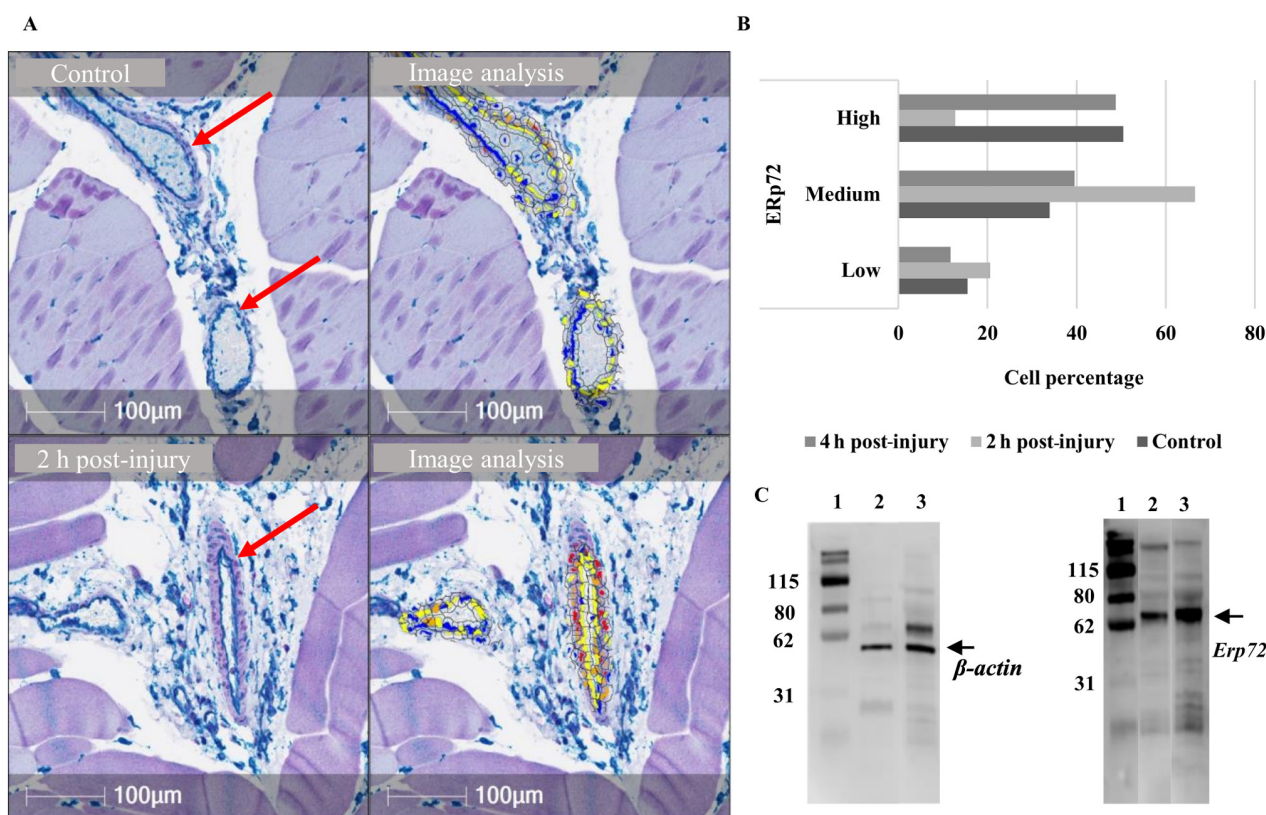 A
Control
Image analysis
100µm
100µm
2 h post-injury
Image analysis
100µm
100µm
B
ERp72
High
Medium
Low
0 20 40 60 80
Cell percentage
4 h post-injury 2 h post-injury Control
C
1 2 3
115
80
62
31
β-actin
1 2 3
115
80
62
31
Erp72